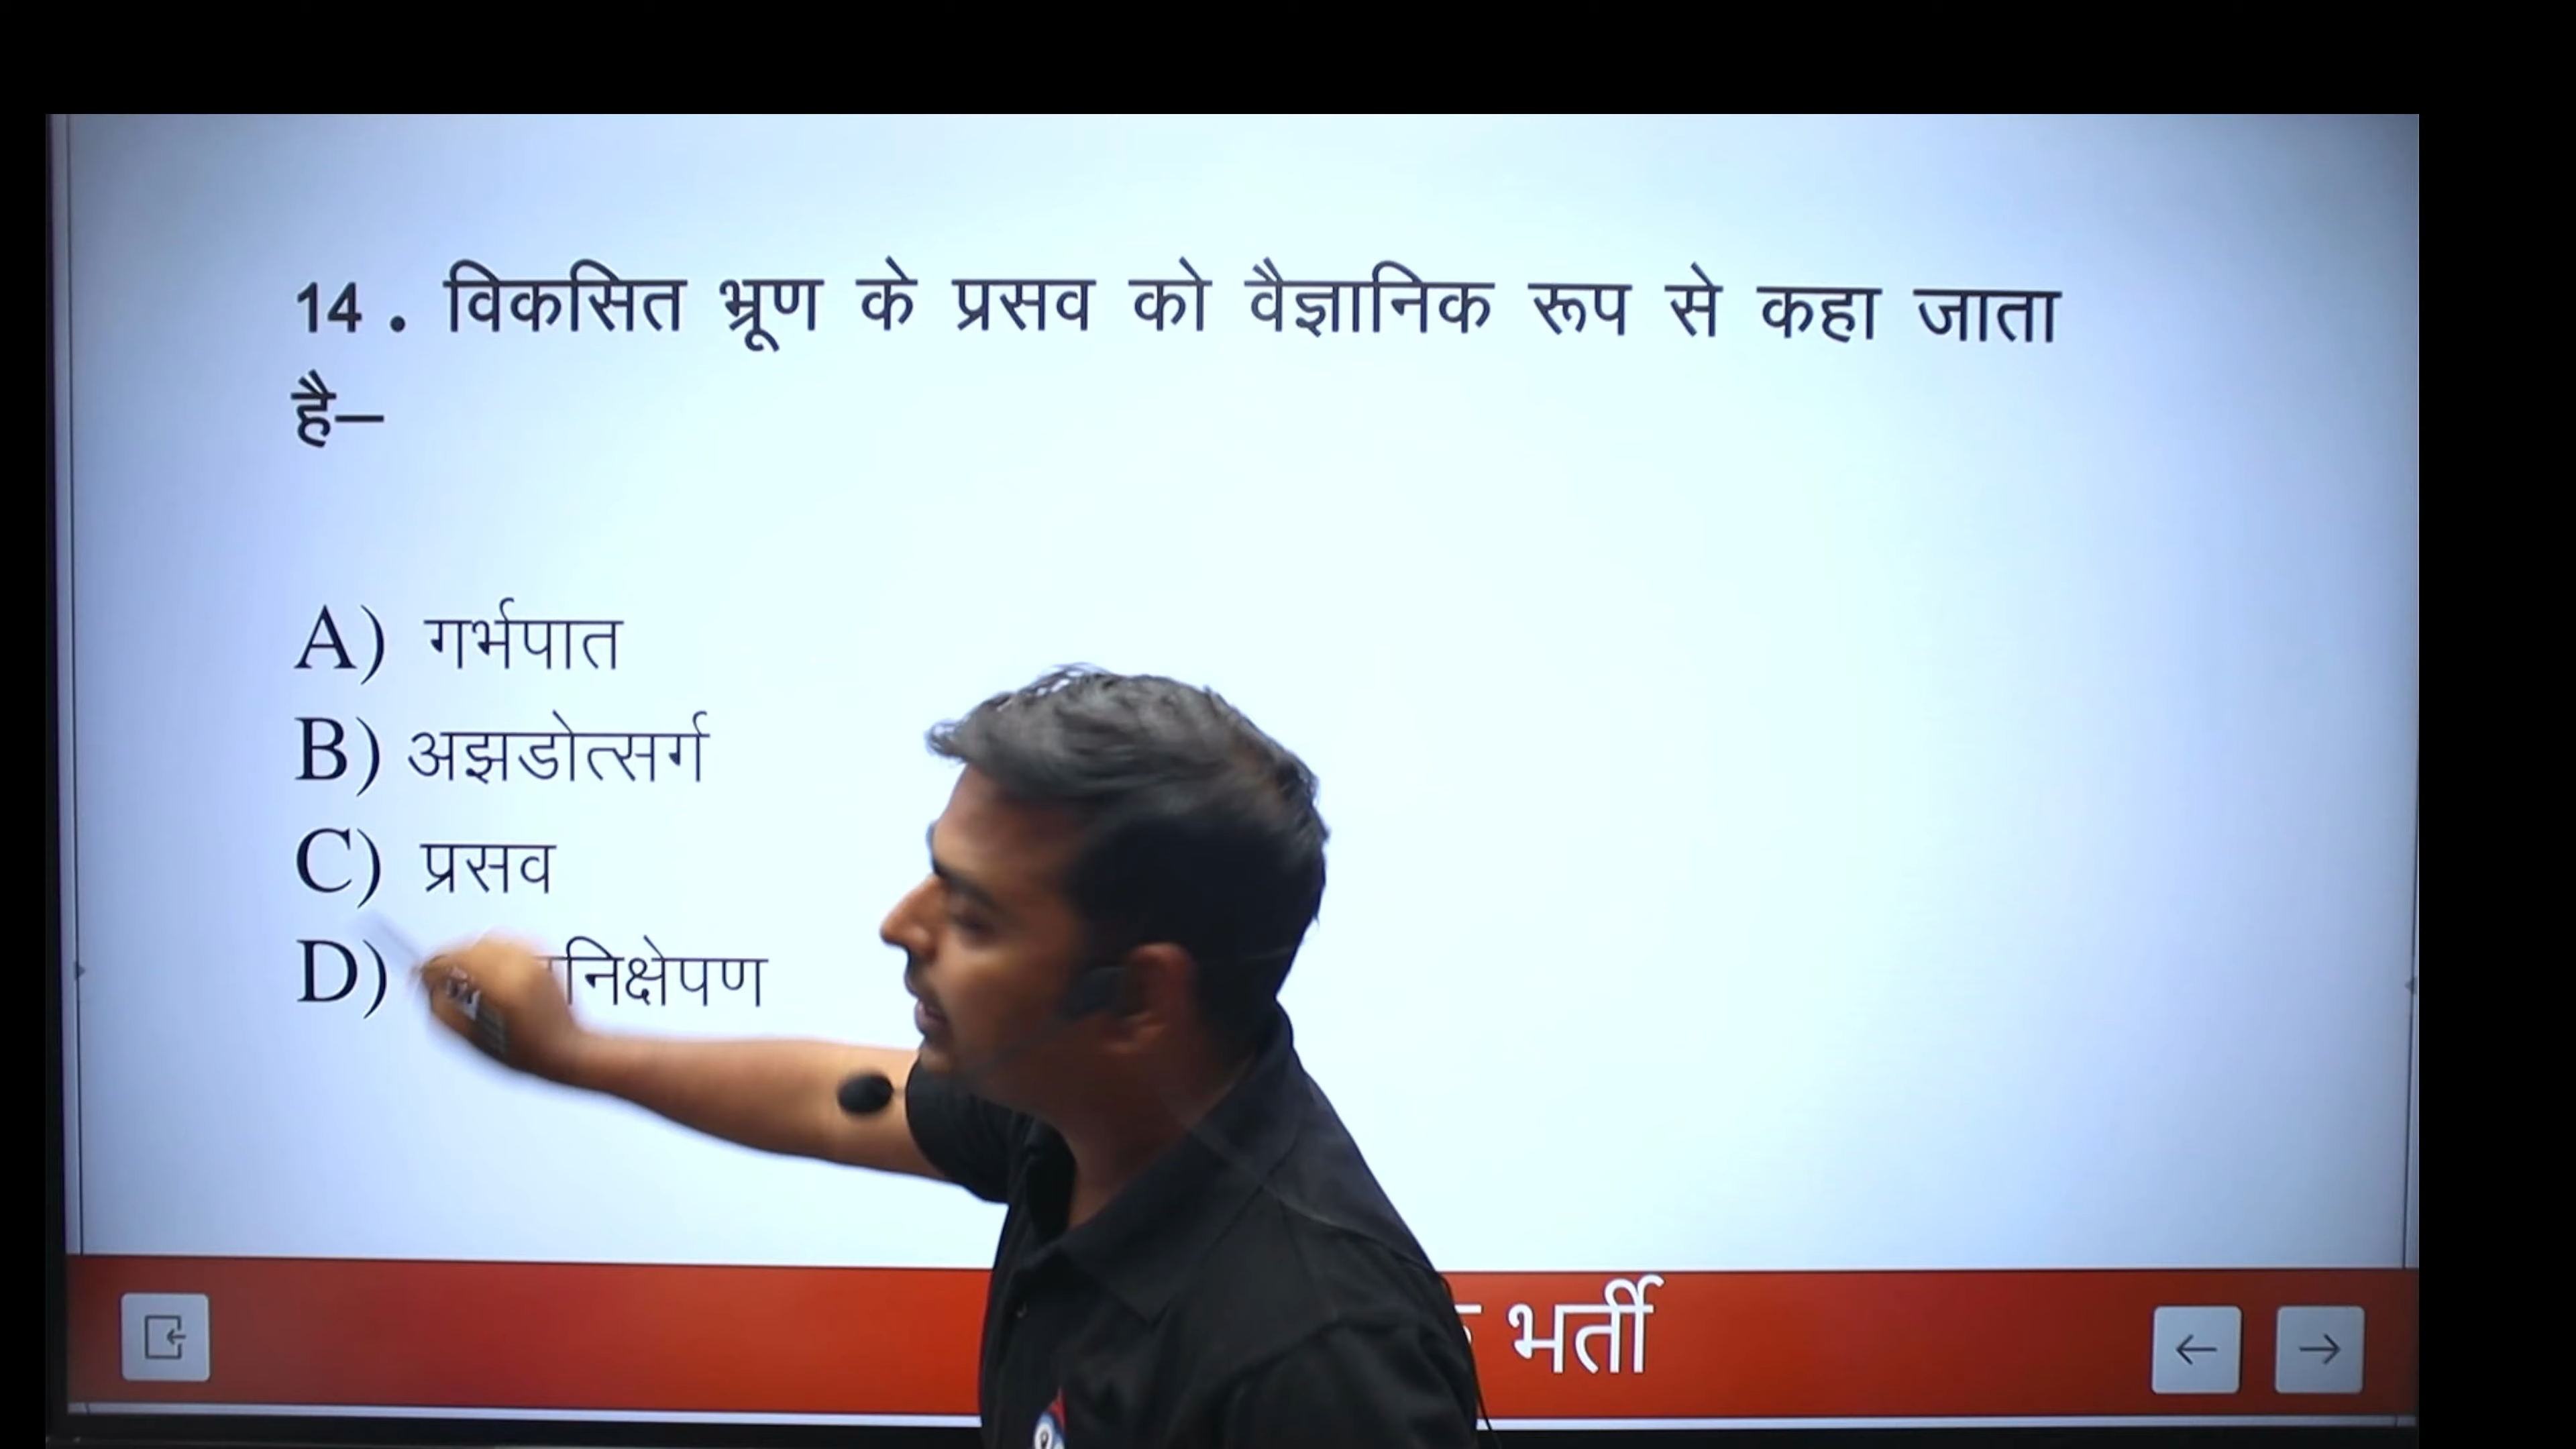 14. विकसित भ्रूण के प्रसव को वैज्ञानिक रूप से कहा जाता
है–
A) गर्भपात
B) अझडोत्सर्ग
C) प्रसव
D) निक्षेपण
भर्ती